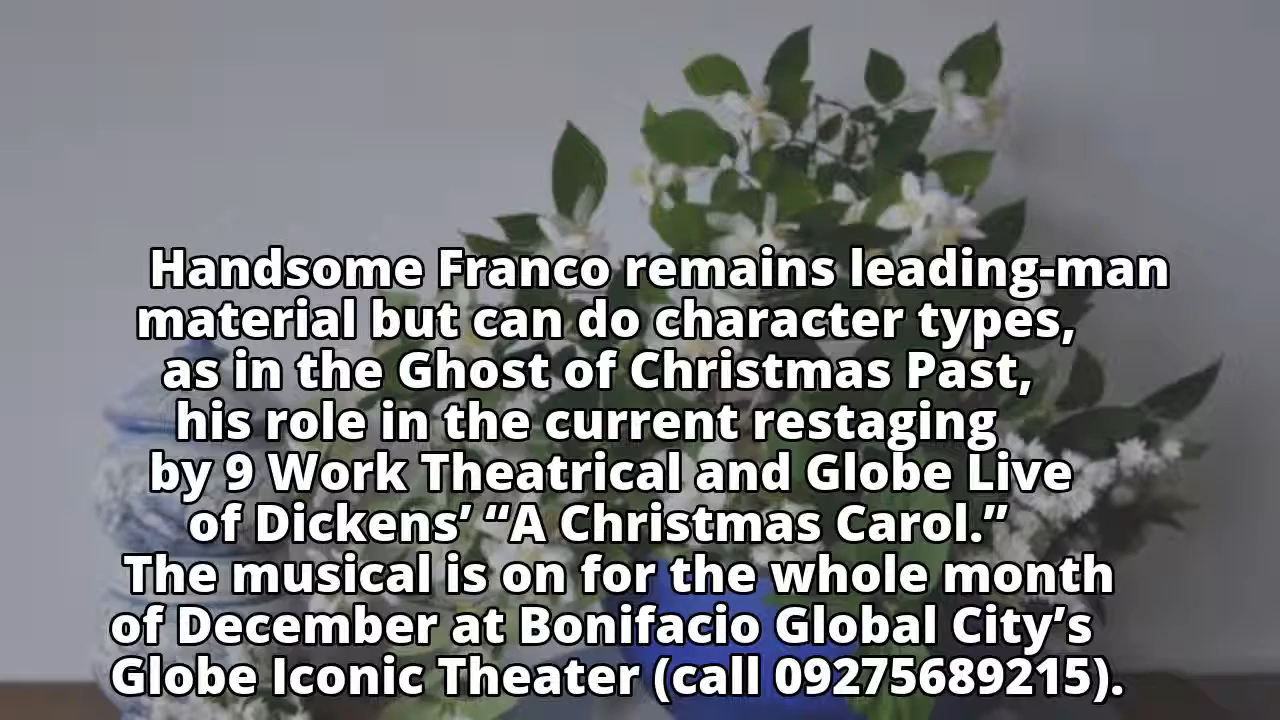 Handsome Franco remains leading-man
material but can do character types,
as in the Ghost of Christmas Past,
his role in the current restaging
by 9 Work Theatrical and Globe Live
of Dickens’ “A Christmas Carol.”
The musical is on for the whole month
of December at Bonifacio Global City’s
Globe Iconic Theater (call 09275689215).